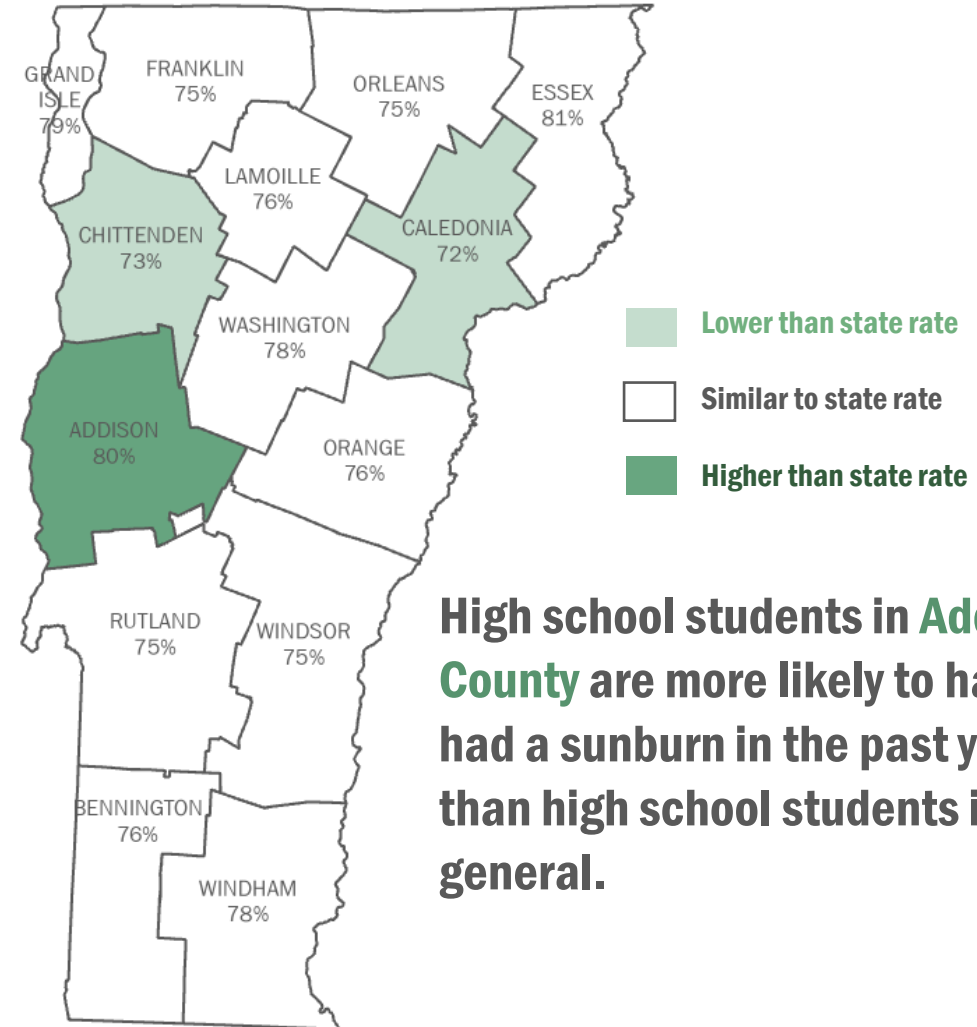 GRAND
ISLE
79%
FRANKLIN
75%
ORLEANS
75%
ESSEX
81%
LAMOILLE
76%
CHITTENDEN
73%
CALEDONIA
72%
WASHINGTON
78%
ADDISON
80%
ORANGE
76%
RUTLAND
75%
WINDSOR
75%
BENNINGTON
76%
WINDHAM
78%
Lower than state rate
Similar to state rate
Higher than state rate
High school students in
County are more likely to
had a sunburn in the past
than high school students
general.